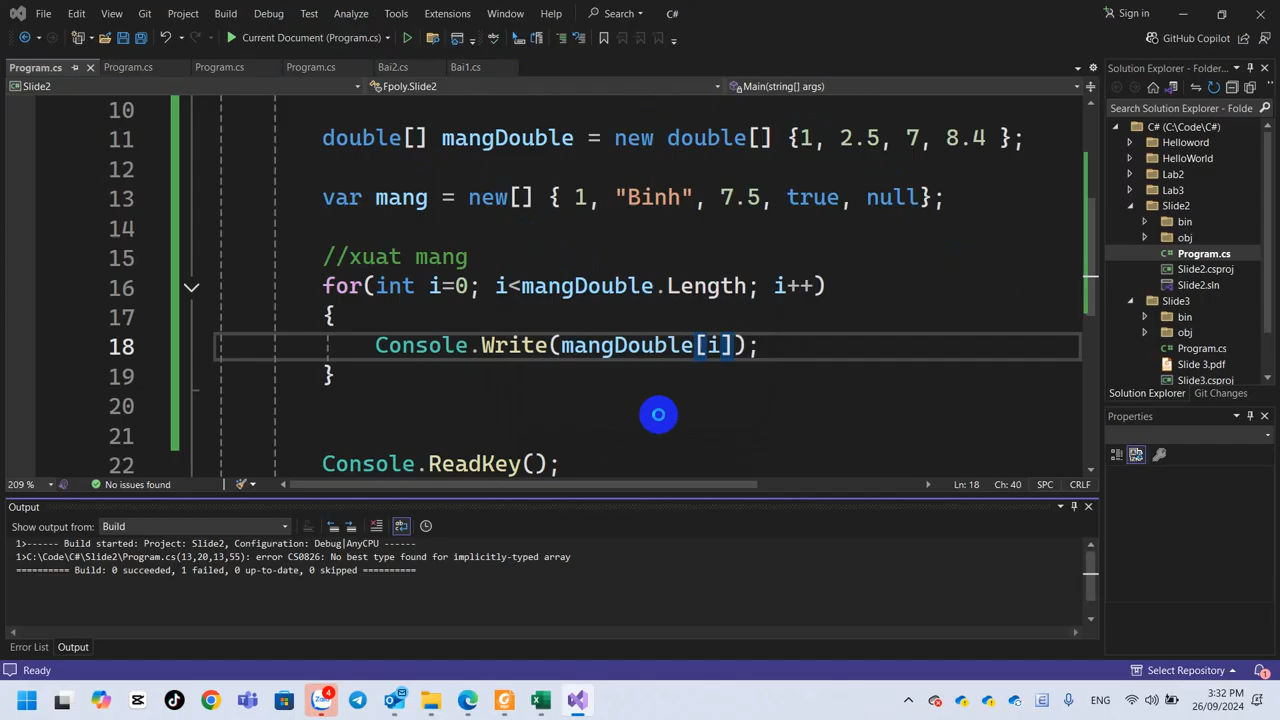 File Edit View Git Project Build Debug Test Analyze Tools Extensions Window Help Search C# Sign in
Current Document (Program.cs) GitHub Copilot
Program.cs Program.cs Program.cs Program.cs Bai2.cs Bai1.cs
Slide2 Fpoly.Slide2 Main(string[] args)
10
11 double[] mangDouble = new double[] {1, 2.5, 7, 8.4 };
12
13 var mang = new[] { 1, "Binh", 7.5, true, null};
14
15 //xuat mang
16 for(int i=0; i<mangDouble.Length; i++)
17 {
18 Console.Write(mangDouble[i]);
19 }
20
21
22 Console.ReadKey();
209 % No issues found Ln: 18 Ch: 40 SPC CRLF
Output
Show output from: Build
1>------ Build started: Project: Slide2, Configuration: Debug|AnyCPU ------
1>C:\Code\C#\Slide2\Program.cs(13,20,13,55): error CS0826: No best type found for implicitly-typed array
========== Build: 0 succeeded, 1 failed, 0 up-to-date, 0 skipped ==========
Error List Output
Solution Explorer - Folder...
Search Solution Explorer - Folde
C# (C:\Code\C#)
Helloword
HelloWorld
Lab2
Lab3
Slide2
bin
obj
Program.cs
Slide2.csproj
Slide2.sln
Slide3
bin
obj
Program.cs
Slide 3.pdf
Slide3.csproj
Solution Explorer Git Changes
Properties
Ready Select Repository 1
4 ENG 3:32 PM
26/09/2024